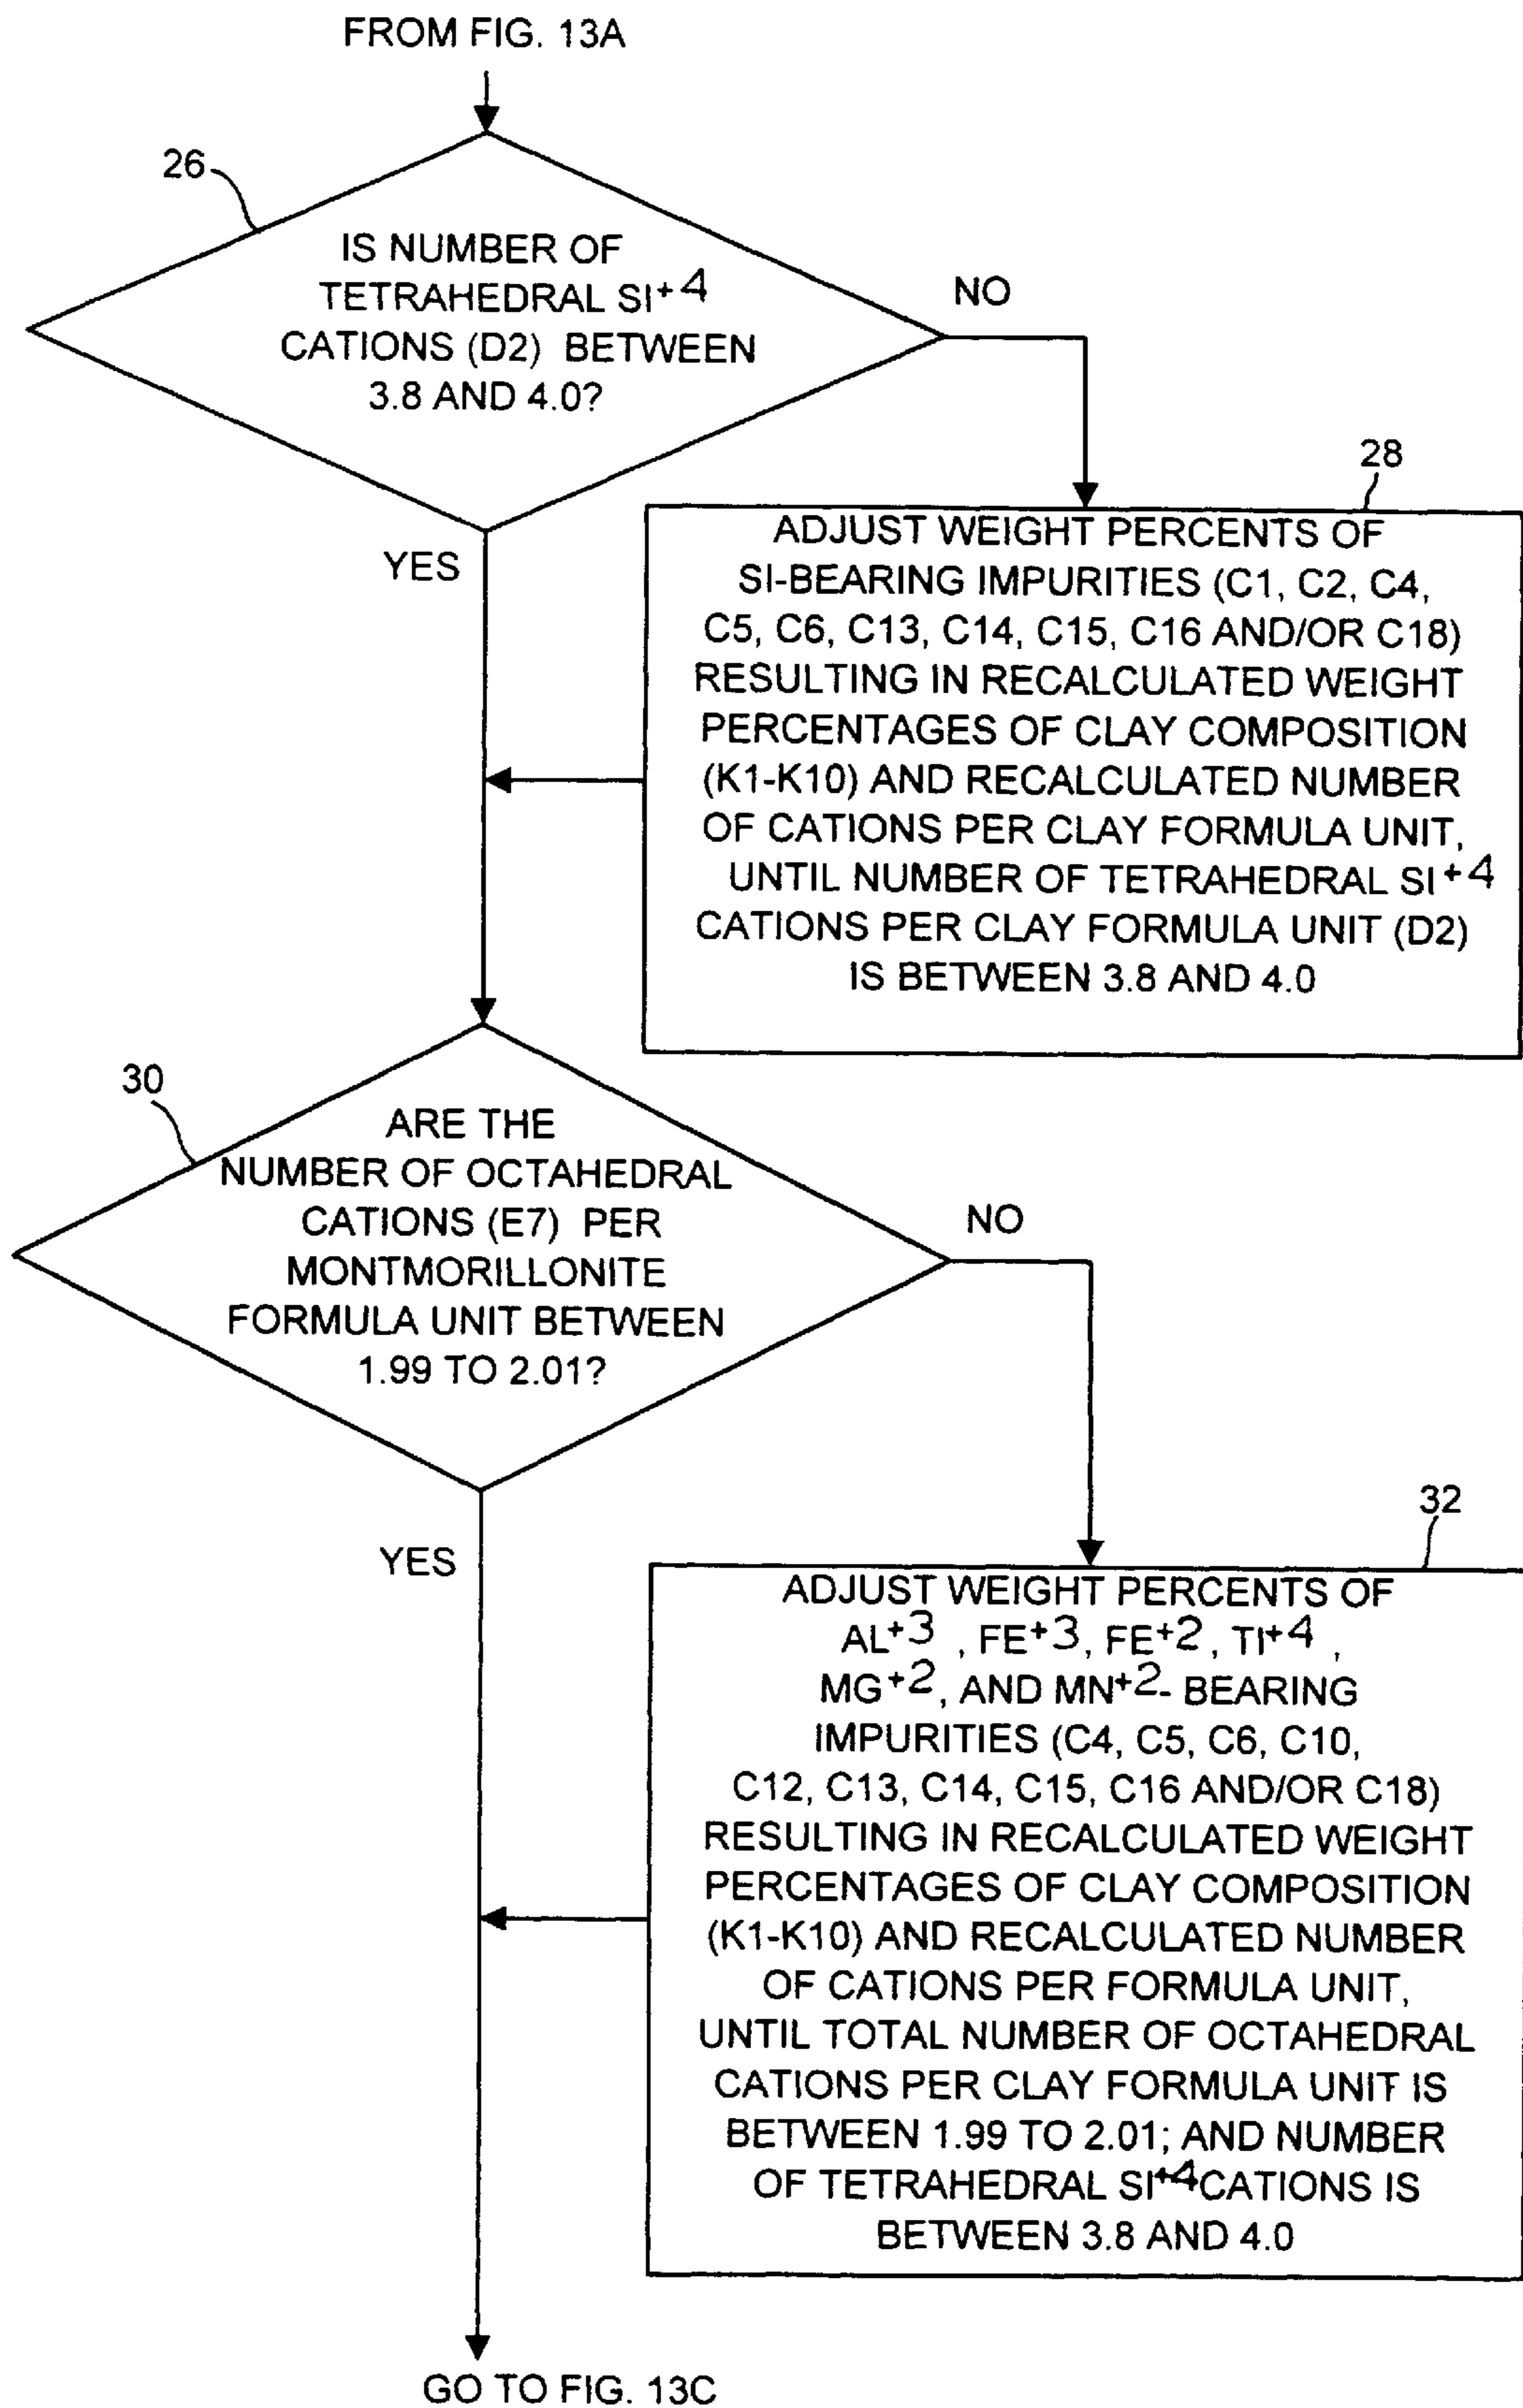 FROM FIG. 13A
26
IS NUMBER OF
TETRAHEDRAL SI+4
CATIONS (D2) BETWEEN
3.8 AND 4.0?
NO
YES
28
ADJUST WEIGHT PERCENTS OF
SI-BEARING IMPURITIES (C1, C2, C4,
C5, C6, C13, C14, C15, C16 AND/OR C18)
RESULTING IN RECALCULATED WEIGHT
PERCENTAGES OF CLAY COMPOSITION
(K1-K10) AND RECALCULATED NUMBER
OF CATIONS PER CLAY FORMULA UNIT,
UNTIL NUMBER OF TETRAHEDRAL SI+4
CATIONS PER CLAY FORMULA UNIT (D2)
IS BETWEEN 3.8 AND 4.0
30
ARE THE
NUMBER OF OCTAHEDRAL
CATIONS (E7) PER
MONTMORILLONITE
FORMULA UNIT BETWEEN
1.99 TO 2.01?
NO
YES
32
ADJUST WEIGHT PERCENTS OF
AL+3 , FE+3, FE+2, TI+4 ,
MG+2, AND MN+2- BEARING
IMPURITIES (C4, C5, C6, C10,
C12, C13, C14, C15, C16 AND/OR C18)
RESULTING IN RECALCULATED WEIGHT
PERCENTAGES OF CLAY COMPOSITION
(K1-K10) AND RECALCULATED NUMBER
OF CATIONS PER FORMULA UNIT,
UNTIL TOTAL NUMBER OF OCTAHEDRAL
CATIONS PER CLAY FORMULA UNIT IS
BETWEEN 1.99 TO 2.01; AND NUMBER
OF TETRAHEDRAL SI+4 CATIONS IS
BETWEEN 3.8 AND 4.0
GO TO FIG. 13C